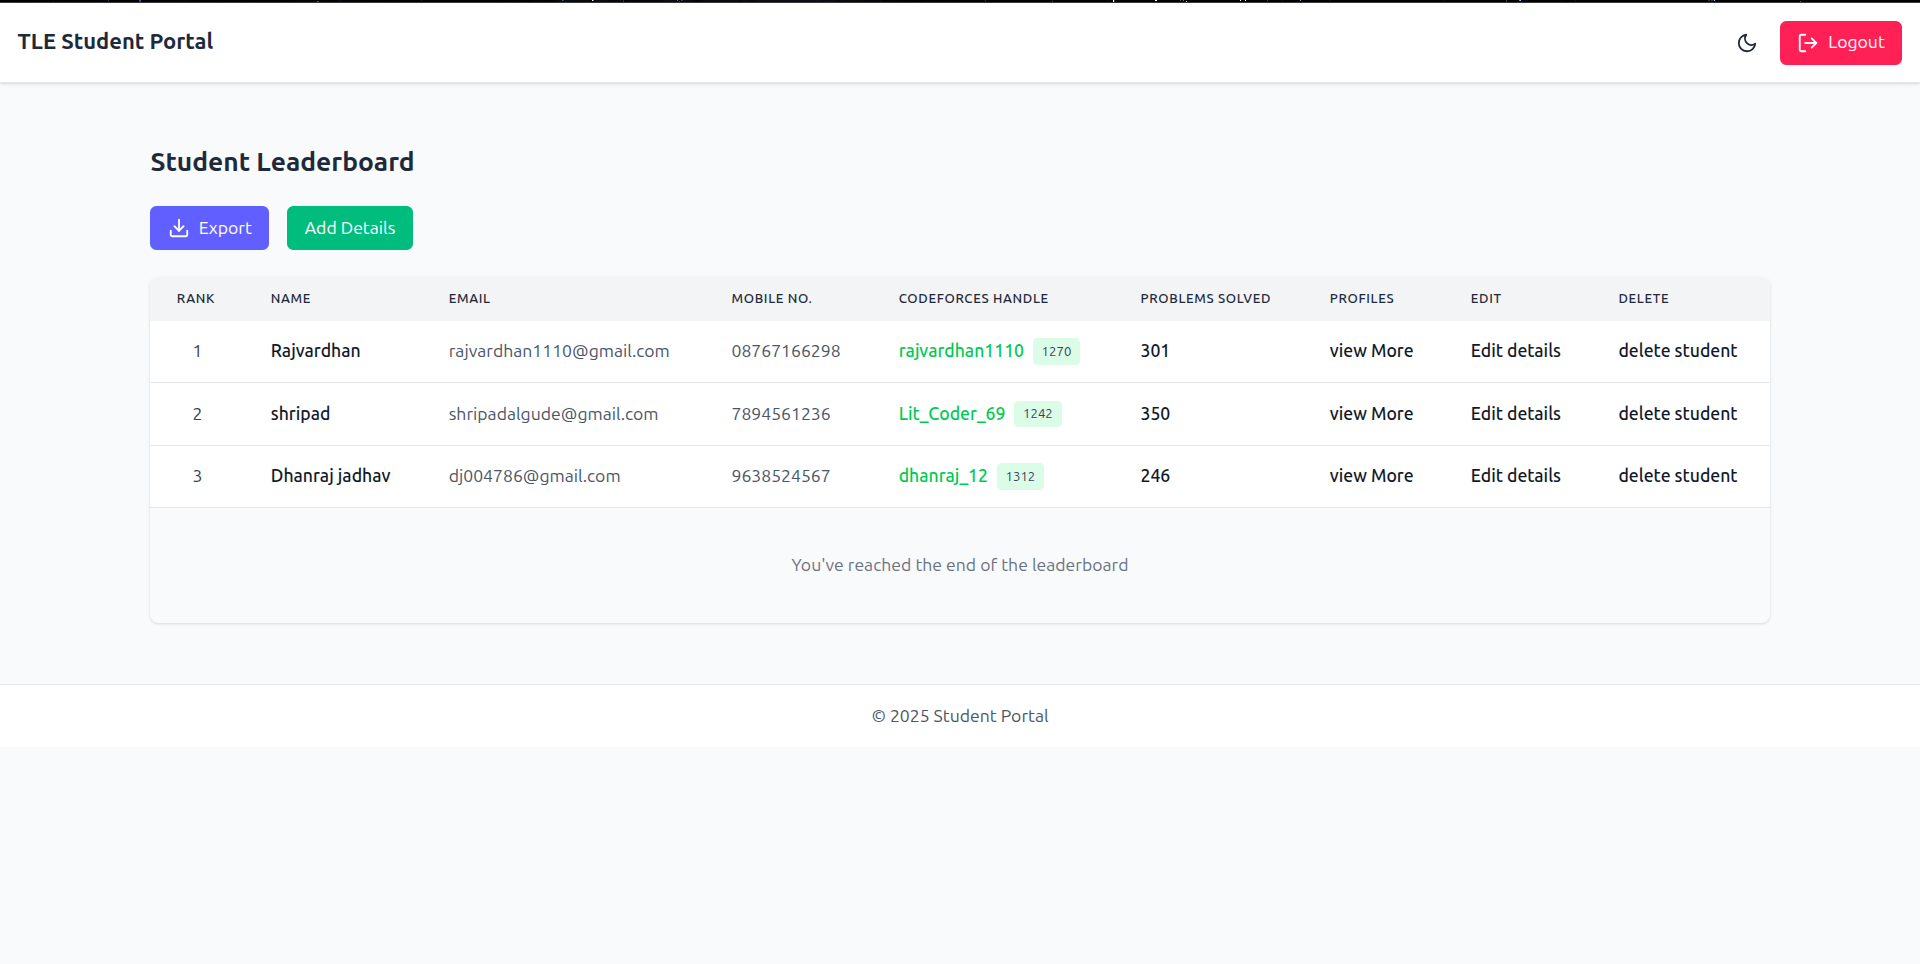 TLE Student Portal
Logout
Student Leaderboard
Export Add Details
RANK NAME EMAIL MOBILE NO. CODEFORCES HANDLE PROBLEMS SOLVED PROFILES EDIT DELETE
1 Rajvardhan rajvardhan1110@gmail.com 08767166298 rajvardhan1110 1270 301 view More Edit details delete student
2 shripad shripadalgude@gmail.com 7894561236 Lit_Coder_69 1242 350 view More Edit details delete student
3 Dhanraj jadhav dj004786@gmail.com 9638524567 dhanraj_12 1312 246 view More Edit details delete student
You've reached the end of the leaderboard
© 2025 Student Portal